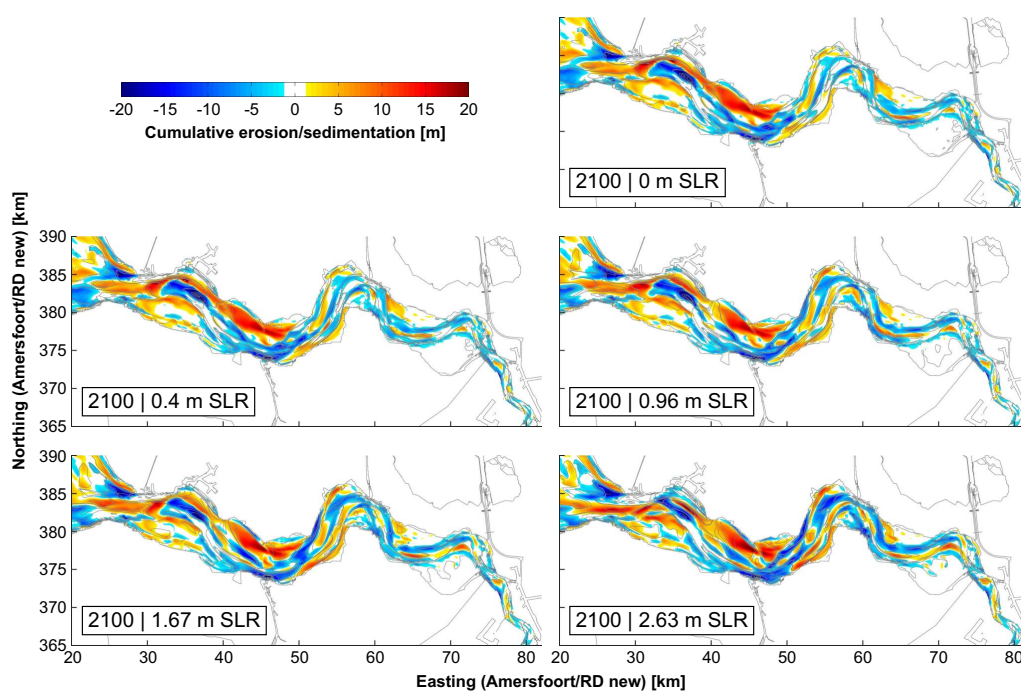 -20 -15 -10 -5 0 5 10 15 20
Cumulative erosion/sedimentation [m]
2100 | 0 m SLR
Northing (Amersfoort/RD new) [km]
390
385
380
375
370
365
2100 | 0.4 m SLR
2100 | 0.96 m SLR
390
385
380
375
370
365
2100 | 1.67 m SLR
2100 | 2.63 m SLR
20 30 40 50 60 70 80
20 30 40 50 60 70 80
Easting (Amersfoort/RD new) [km]